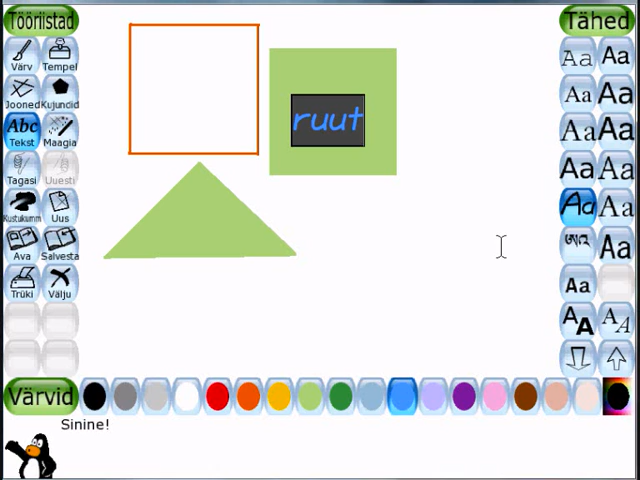 Tööriistad
Tähed
Värv Tempel
Jooned Kujundid
Abc
Tekst Maagia
Tagasi Uuesti
Kustukumm Uus
Ava Salvesta
Trüki Välju
ruut
Aa Aa
Aa Aa
Aa Aa
Aa Aa
Aa Aa
Aa
Aa
AA AA
Värvid
Sinine!